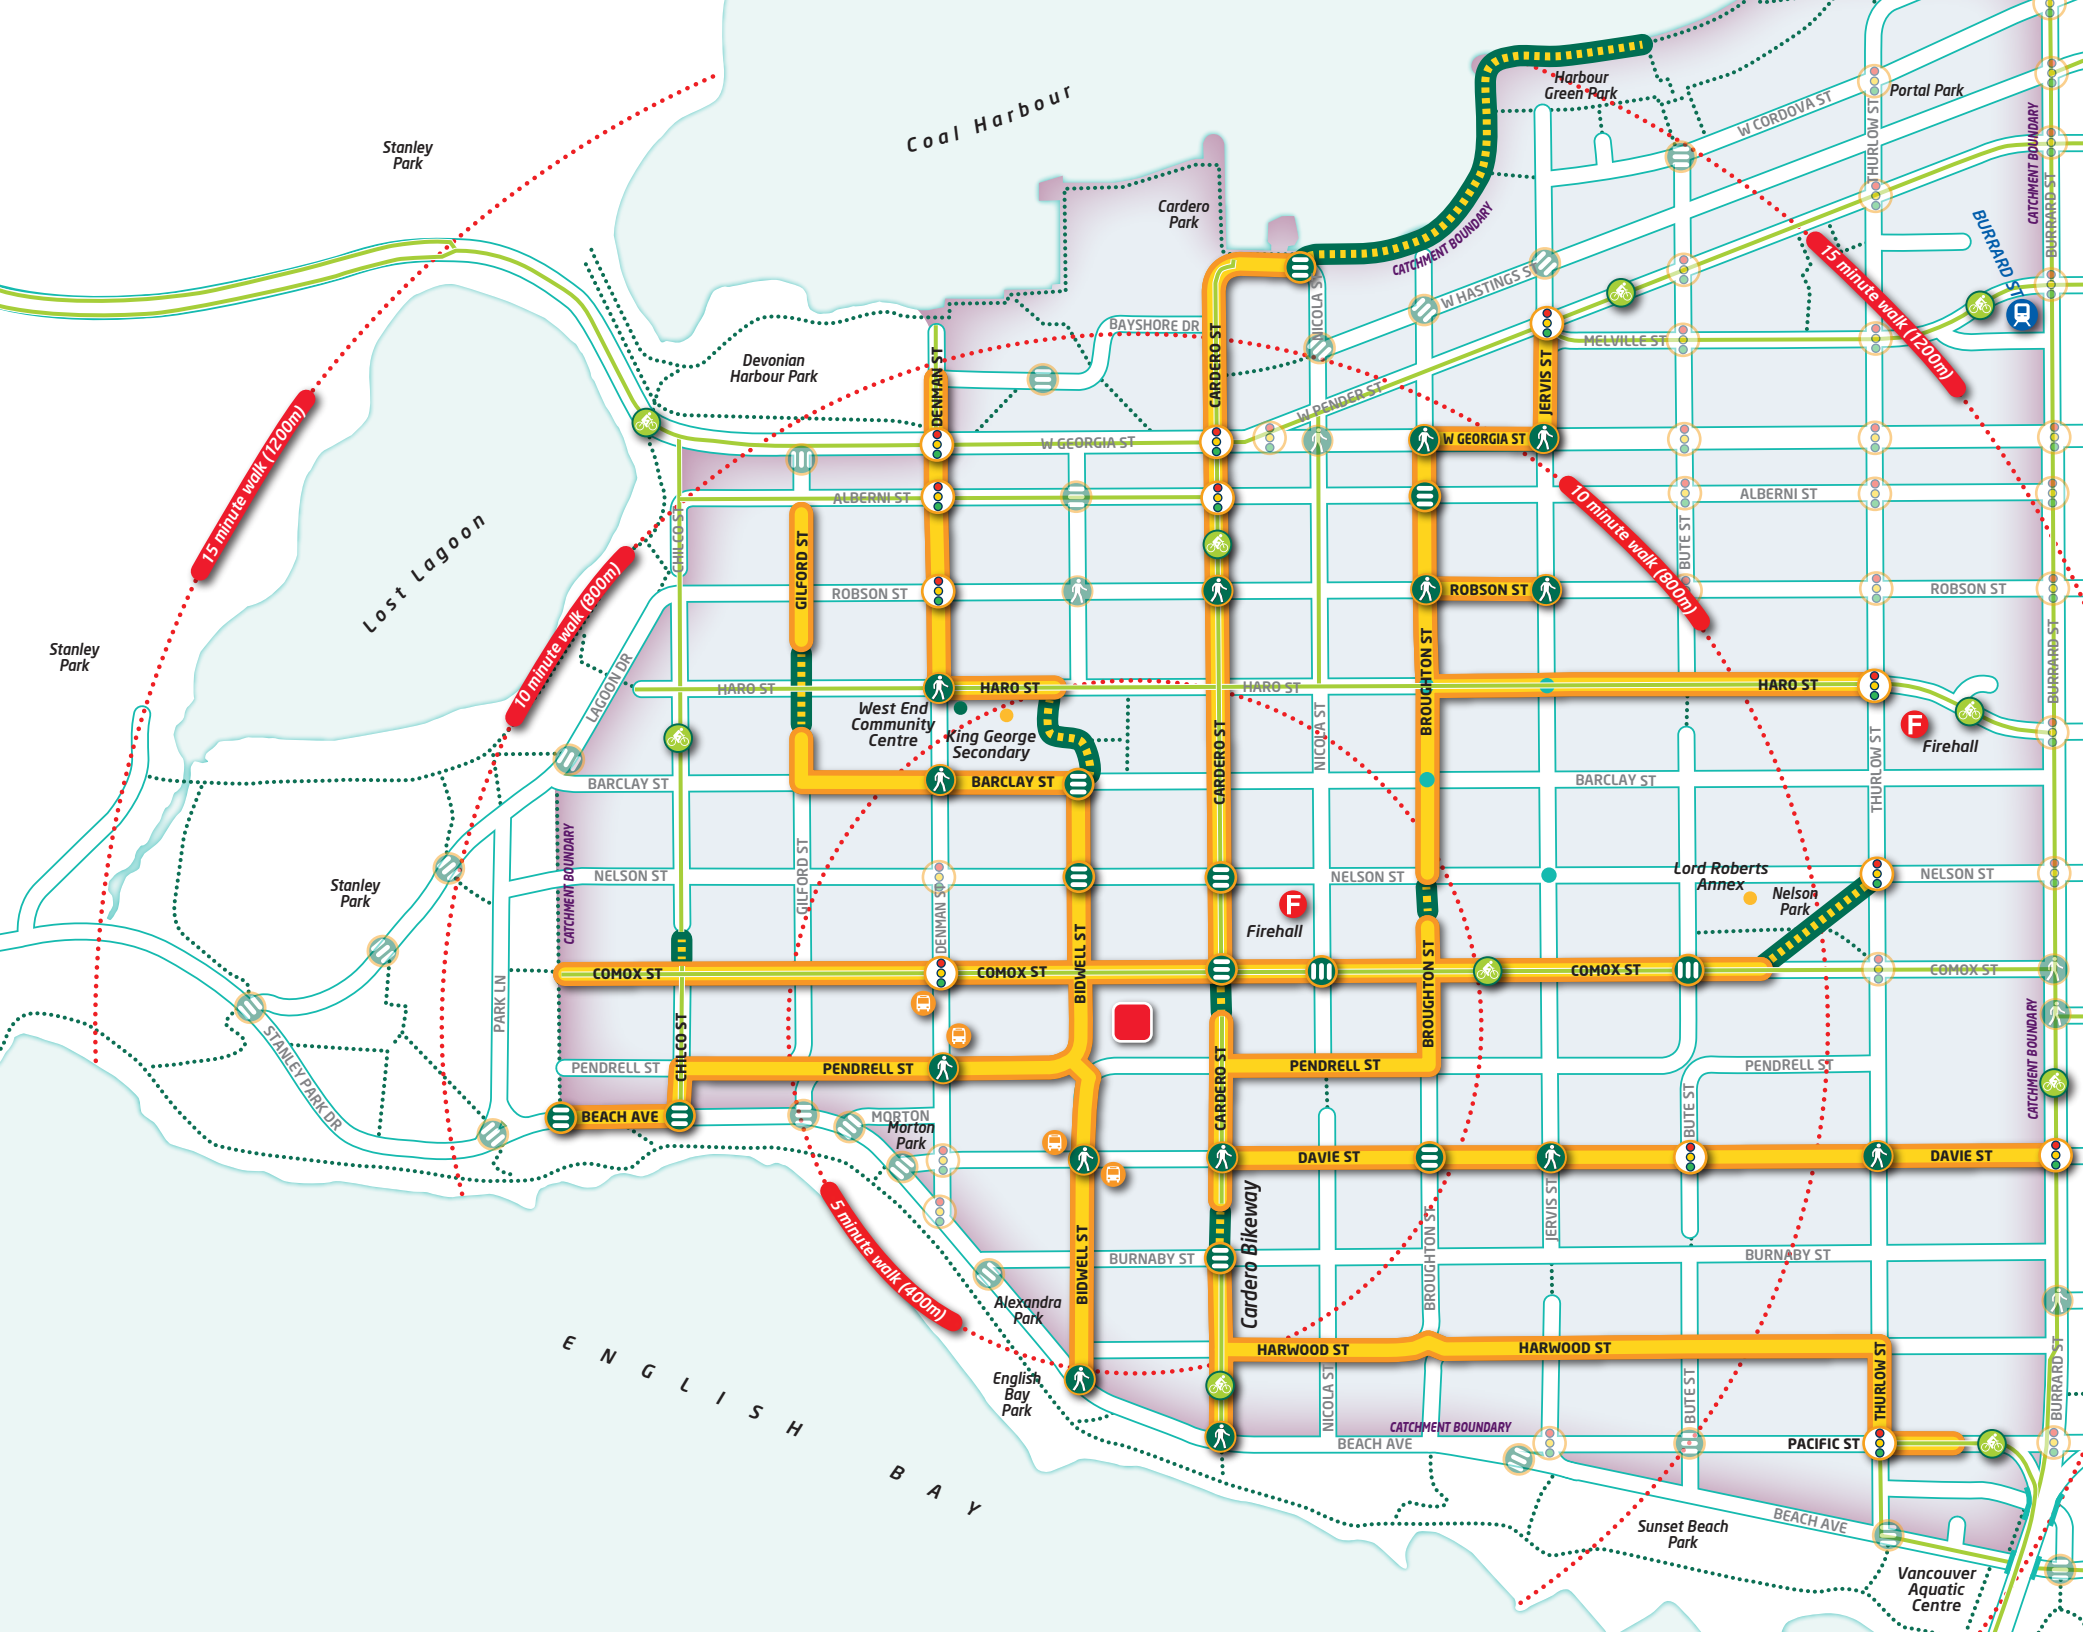 Stanley
Park
Coal Harbour
Harbour
Green Park
Portal Park
W CORDOVA ST
THURLOW ST
CATCHMENT BOUNDARY
BURRARD ST
Cardero
Park
CATCHMENT BOUNDARY
BURRARD ST
15 minute walk (1200m)
W HASTINGS ST
NICOLA ST
BAYSHORE DR
CARDERO ST
MELVILLE ST
Devonian
Harbour Park
DENMAN ST
JERVIS ST
W PENDER ST
15 minute walk (1200m)
W GEORGIA ST
W GEORGIA ST
ALBERNI ST
ALBERNI ST
10 minute walk (800m)
CHILCO ST
GILFORD ST
BUTE ST
Lost Lagoon
10 minute walk (800m)
ROBSON ST
ROBSON ST
ROBSON ST
Stanley
Park
LAGOON DR
BROUGHTON ST
BURRARD ST
HARO ST
HARO ST
HARO ST
HARO ST
West End
Community
Centre
King George
Secondary
CARDERO ST
NICOLA ST
THURLOW ST
F
Firehall
BARCLAY ST
BARCLAY ST
BARCLAY ST
CATCHMENT BOUNDARY
GILFORD ST
NELSON ST
NELSON ST
NELSON ST
Lord Roberts
Annex
Nelson
Park
Stanley
Park
DENMAN ST
F
Firehall
BIDWELL ST
BROUGHTON ST
COMOX ST
COMOX ST
COMOX ST
COMOX ST
PARK LN
STANLEY PARK DR
CHILCO ST
CATCHMENT BOUNDARY
PENDRELL ST
PENDRELL ST
PENDRELL ST
PENDRELL ST
CARDERO ST
BUTE ST
BEACH AVE
MORTON
Morton
Park
DAVIE ST
DAVIE ST
5 minute walk (400m)
Cardero Bikeway
JERVIS ST
BROUGHTON ST
BIDWELL ST
BURNABY ST
BURNABY ST
Alexandra
Park
HARWOOD ST
HARWOOD ST
THURLOW ST
BURRARD ST
English
Bay
Park
NICOLA ST
BUTE ST
CATCHMENT BOUNDARY
BEACH AVE
PACIFIC ST
ENGLISH
BAY
BEACH AVE
Sunset Beach
Park
Vancouver
Aquatic
Centre